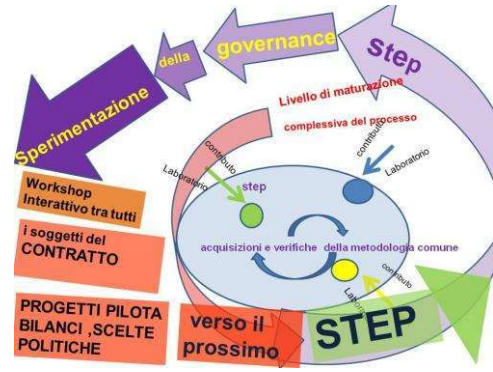 Step
governance
della
Sperimentazione
Livello di maturazione
complessiva del processo
contributo
Laboratorio
contributo
Laboratorio
step
acquisizioni e verifiche della metodologia comune
contributo
Workshop
Interattivo tra tutti
i soggetti del
CONTRATTO
PROGETTI PILOTA
BILANCI ,SCELTE
POLITICHE
verso il
prossimo
STEP